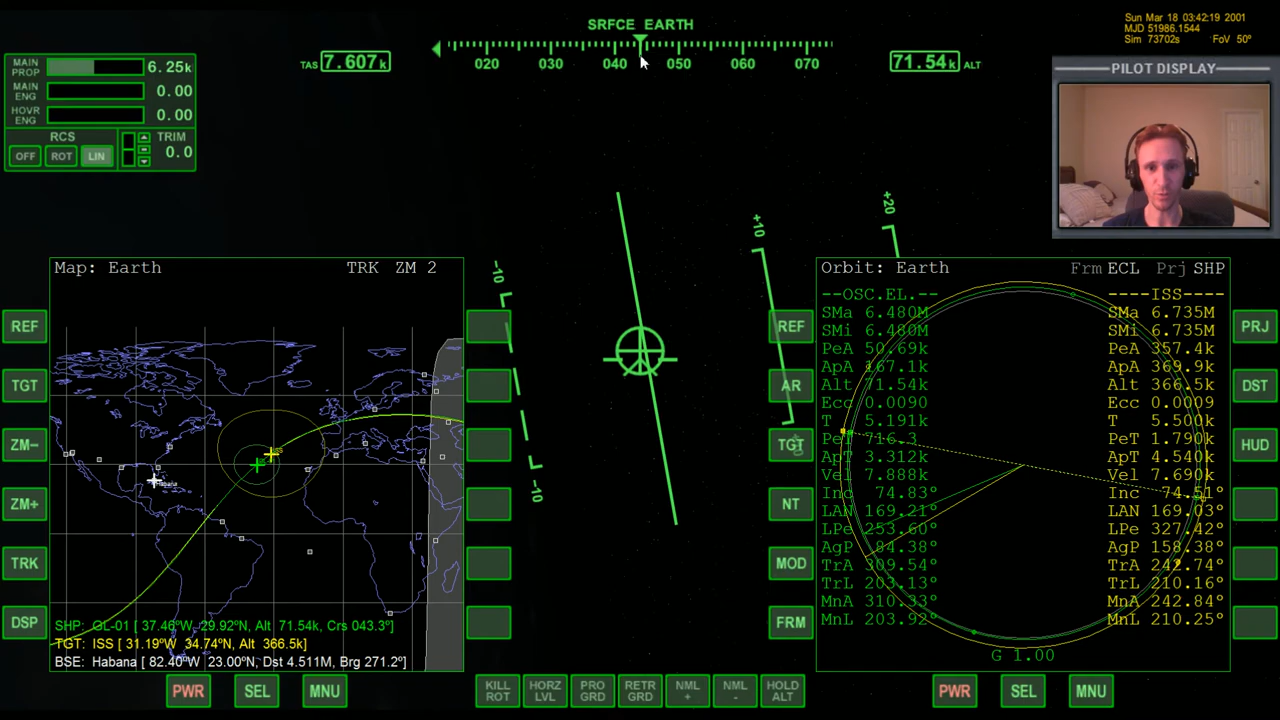 SRFCE EARTH
Sun Mar 18 03:42:19 2001
MJD 51986.1544
Sim 73702s FoV 50°
TAS 7.607k
020 030 040 050 060 070
71.54k ALT
MAIN PROP 6.25k
MAIN ENG 0.00
HOVR ENG 0.00
RCS TRIM
OFF ROT LIN 0.0
PILOT DISPLAY
-10 +10 +20
-10
Map: Earth TRK ZM 2
REF
TGT
ZM-
ZM+
TRK
DSP
ISS
Habana
SHP: GL-01 [ 37.46°W 29.92°N, Alt 71.54k, Crs 043.3°]
TGT: ISS [ 31.19°W 34.74°N, Alt 366.5k]
BSE: Habana [ 82.40°W 23.00°N, Dst 4.511M, Brg 271.2°]
PWR SEL MNU
KILL ROT
HORZ LVL
PRO GRD
RETR GRD
NML +
NML -
HOLD ALT
REF
AR
TGT
NT
MOD
FRM
Orbit: Earth Frm ECL Prj SHP
--OSC.EL.-- ----ISS----
SMa 6.480M SMa 6.735M
SMi 6.480M SMi 6.735M
PeA 50.69k PeA 357.4k
ApA 167.1k ApA 369.9k
Alt 71.54k Alt 366.5k
Ecc 0.0090 Ecc 0.0009
T 5.191k T 5.500k
PeT 716.3 PeT 1.790k
ApT 3.312k ApT 4.540k
Vel 7.888k Vel 7.690k
Inc 74.83° Inc 74.51°
LAN 169.21° LAN 169.03°
LPe 253.60° LPe 327.42°
AgP 84.38° AgP 158.38°
TrA 309.54° TrA 242.74°
TrL 203.13° TrL 210.16°
MnA 310.33° MnA 242.84°
MnL 203.92° MnL 210.25°
G 1.00
PRJ
DST
HUD
PWR SEL MNU